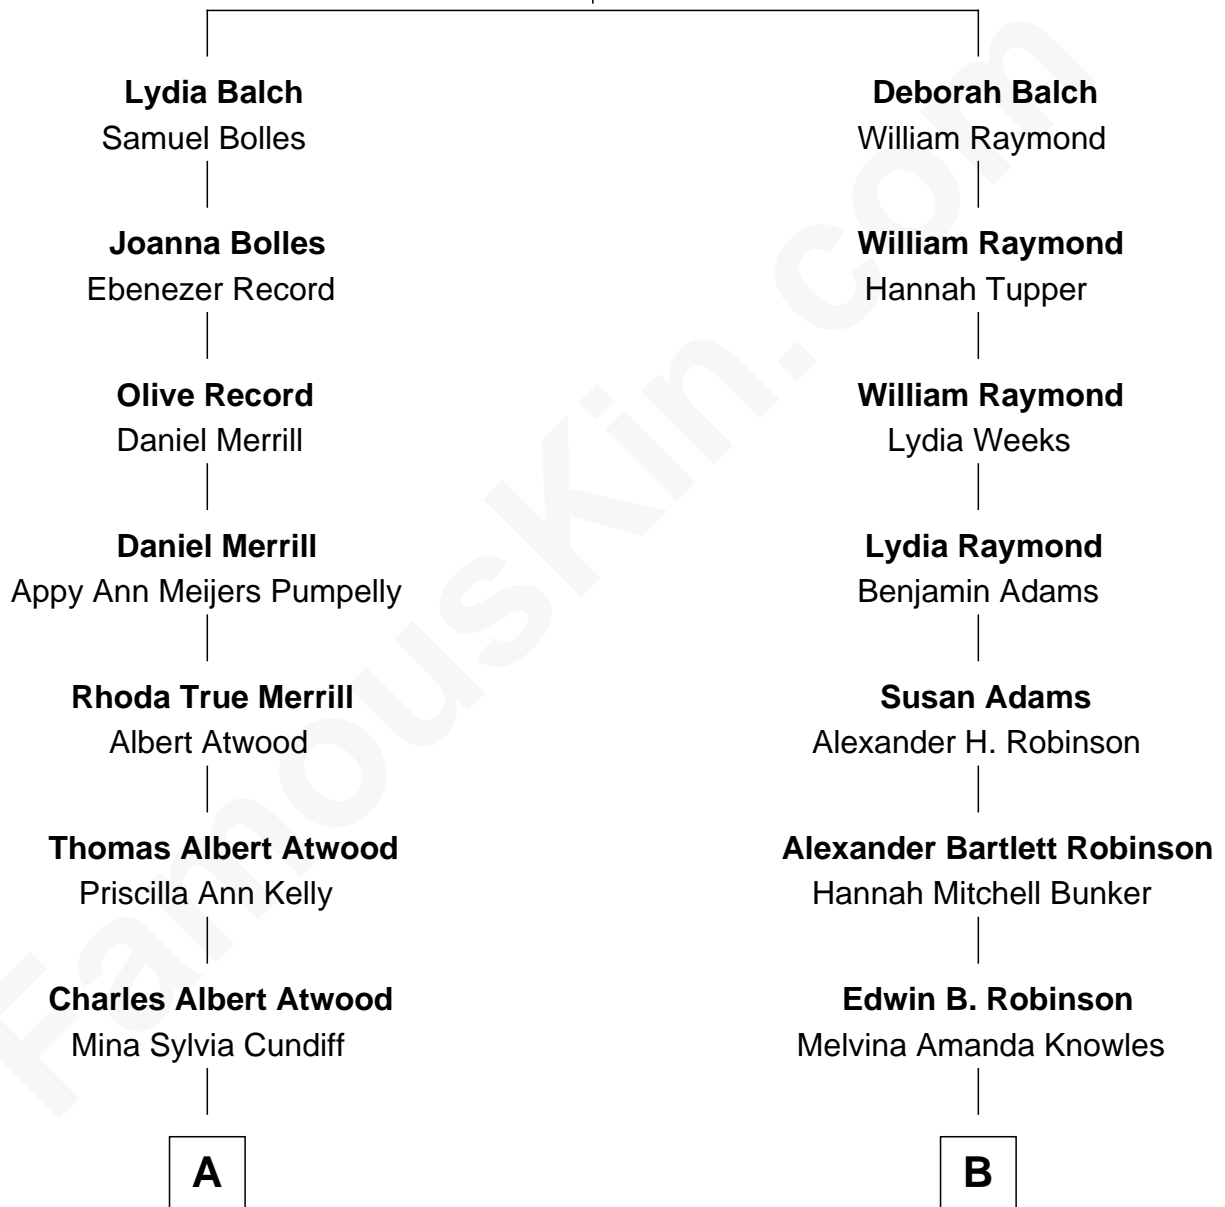 Lydia Balch
Samuel Bolles
Joanna Bolles
Ebenezer Record
Olive Record
Daniel Merrill
Daniel Merrill
Appy Ann Meijers Pumpelly
Rhoda True Merrill
Albert Atwood
Thomas Albert Atwood
Priscilla Ann Kelly
Charles Albert Atwood
Mina Sylvia Cundiff
A
Deborah Balch
William Raymond
William Raymond
Hannah Tupper
William Raymond
Lydia Weeks
Lydia Raymond
Benjamin Adams
Susan Adams
Alexander H. Robinson
Alexander Bartlett Robinson
Hannah Mitchell Bunker
Edwin B. Robinson
Melvina Amanda Knowles
B
FamousKin.com